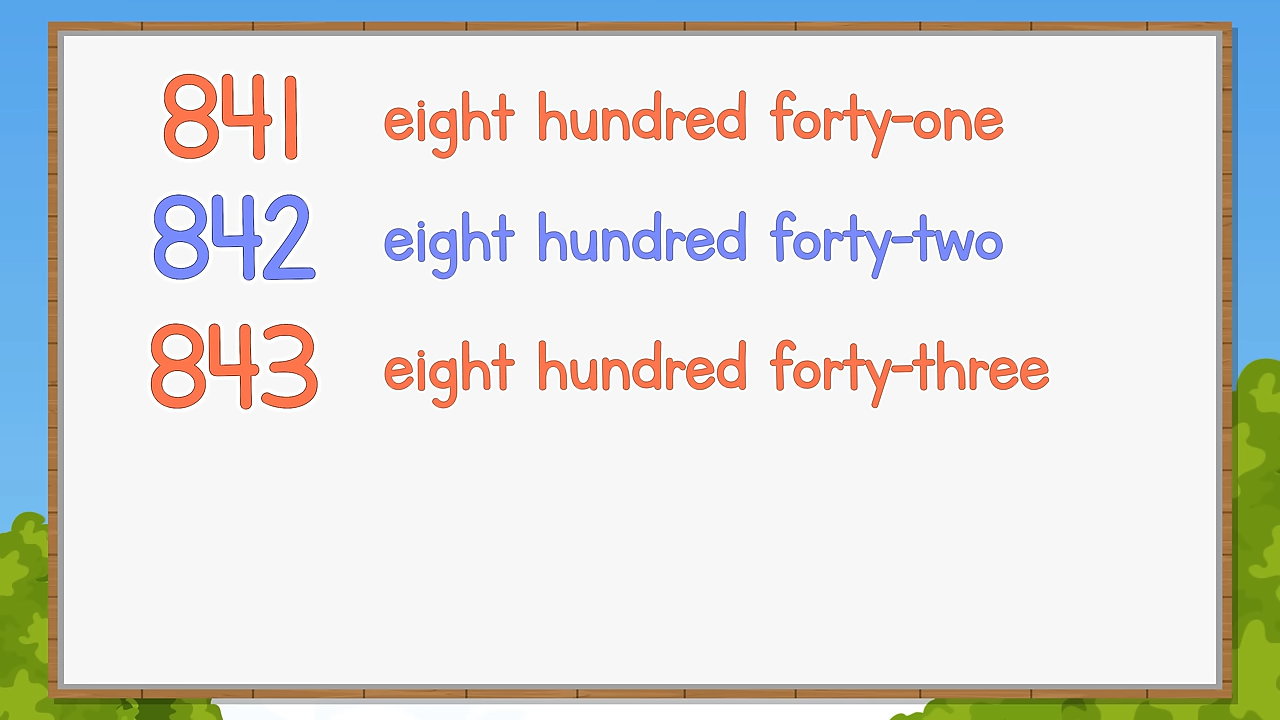 841 eight hundred forty-one
842 eight hundred forty-two
843 eight hundred forty-three